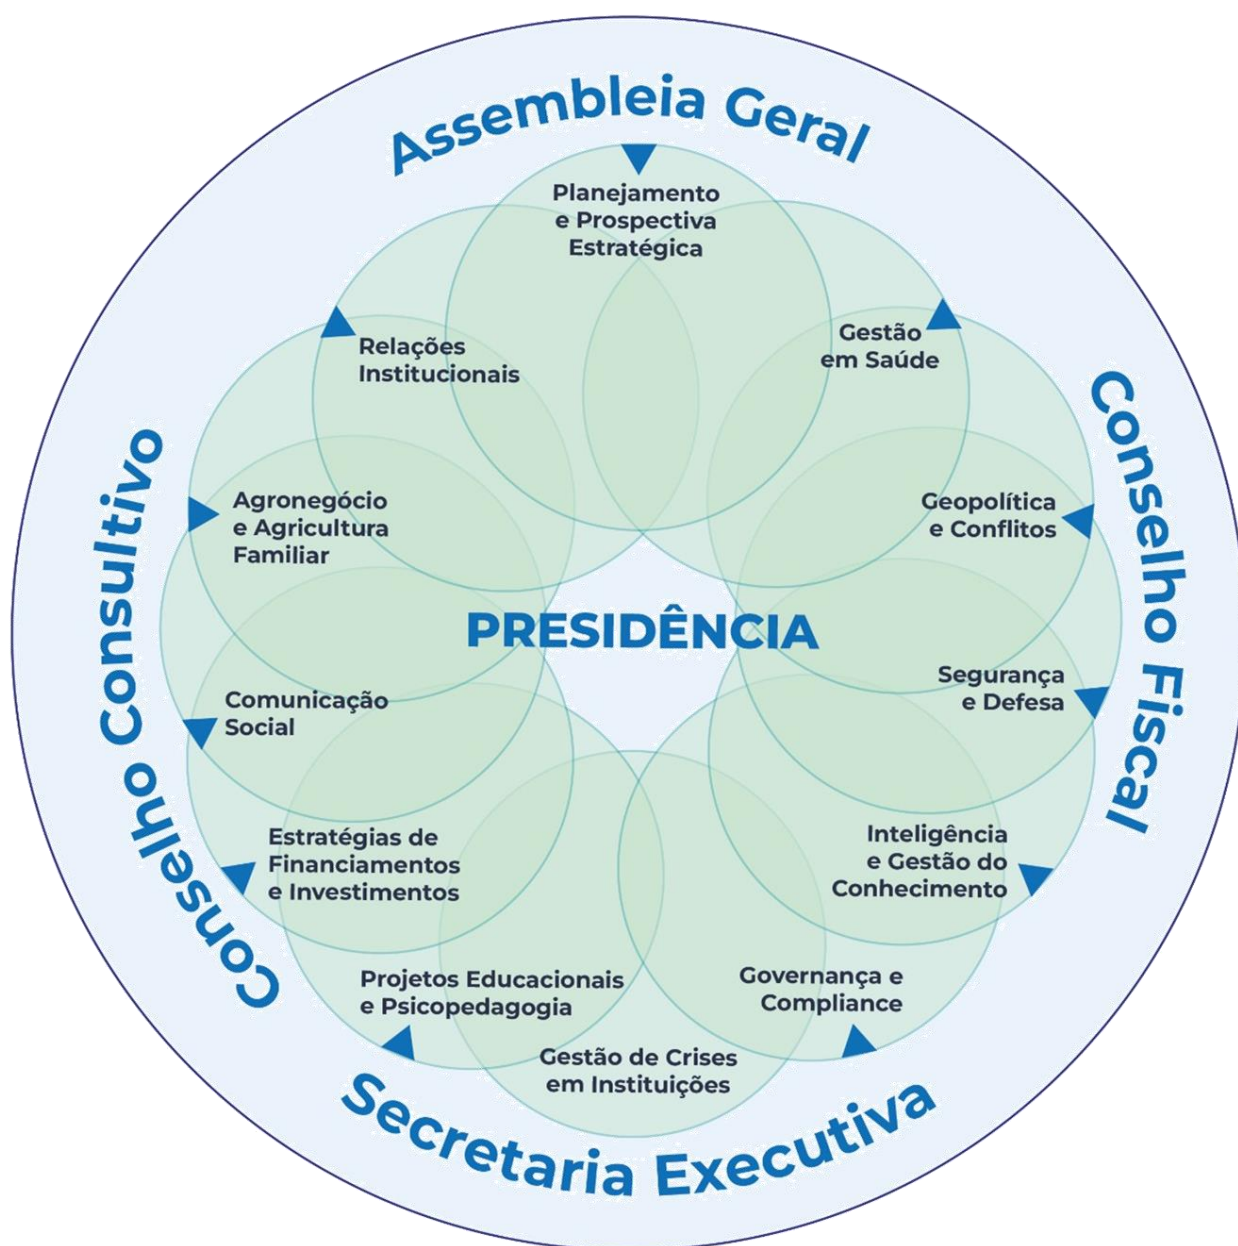 Assembleia Geral
Planejamento
e Prospectiva
Estratégica
Relações
Institucionais
Gestão
em Saúde
Conselho Consultivo
Conselho Fiscal
Agronegócio
e Agricultura
Familiar
Geopolítica
e Conflitos
PRESIDÊNCIA
Comunicação
Social
Segurança
e Defesa
Estratégias de
Financiamentos
e Investimentos
Inteligência
e Gestão do
Conhecimento
Projetos Educacionais
e Psicopedagogia
Governança e
Compliance
Gestão de Crises
em Instituições
Secretaria Executiva